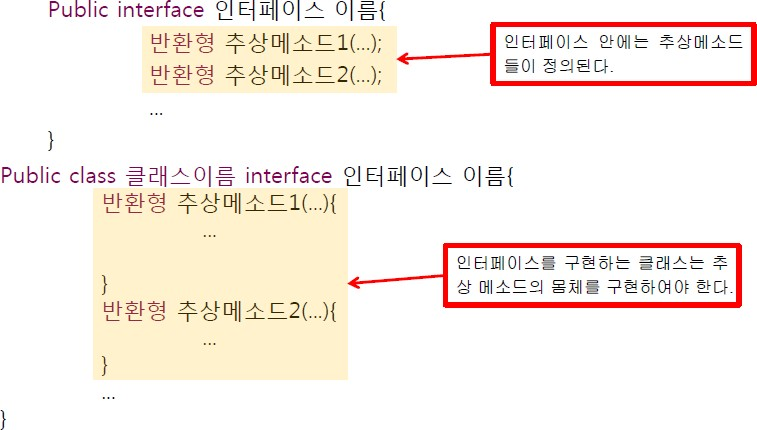 Public interface 인터페이스 이름{
반환형 추상메소드1(...);
반환형 추상메소드2(...);
...
}
인터페이스 안에는 추상메소드
들이 정의된다.
Public class 클래스이름 interface 인터페이스 이름{
반환형 추상메소드1(...){
...
}
반환형 추상메소드2(...){
...
}
...
}
인터페이스를 구현하는 클래스는 추
상 메소드의 몸체를 구현하여야 한다.